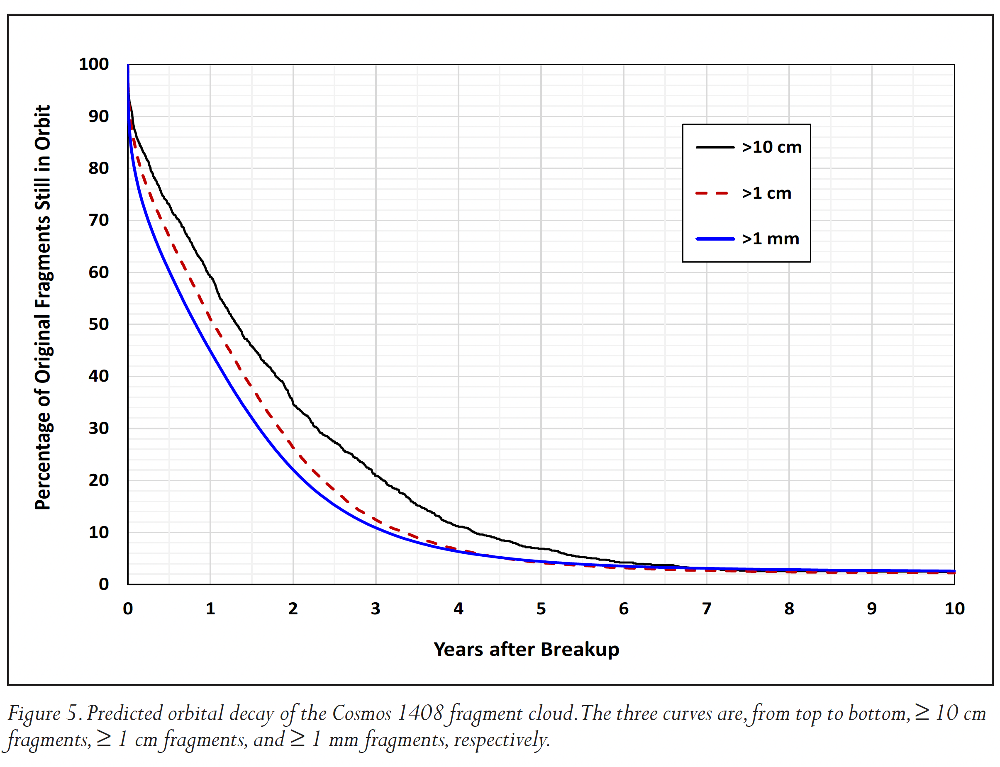 Percentage of Original Fragments Still in Orbit
100
90
80
70
60
50
40
30
20
10
0
>10 cm
>1 cm
>1 mm
0 1 2 3 4 5 6 7 8 9 10
Years after Breakup
Figure 5. Predicted orbital decay of the Cosmos 1408 fragment cloud. The three curves are, from top to bottom, ≥ 10 cm
fragments, ≥ 1 cm fragments, and ≥ 1 mm fragments, respectively.